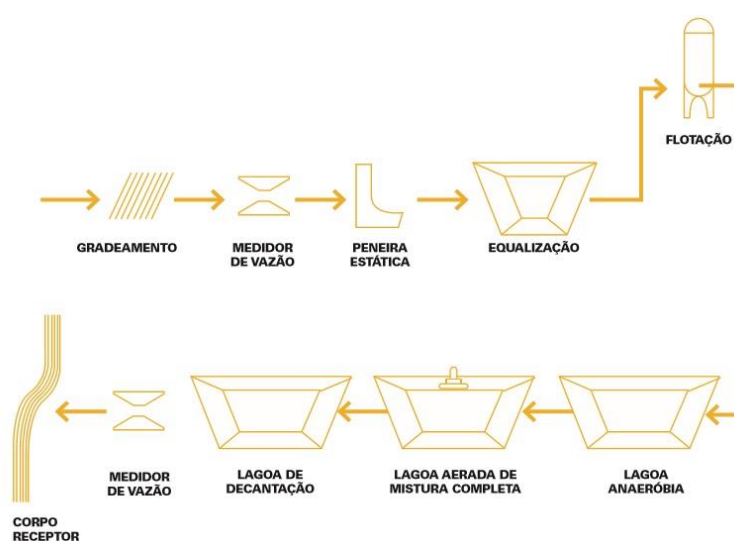 FLOTAÇÃO
GRADEAMENTO
MEDIDOR
DE VAZÃO
PENEIRA
ESTÁTICA
EQUALIZAÇÃO
MEDIDOR
DE VAZÃO
LAGOA DE
DECANTAÇÃO
LAGOA AERADA DE
MISTURA COMPLETA
LAGOA
ANAERÓBIA
CORPO
RECEPTOR